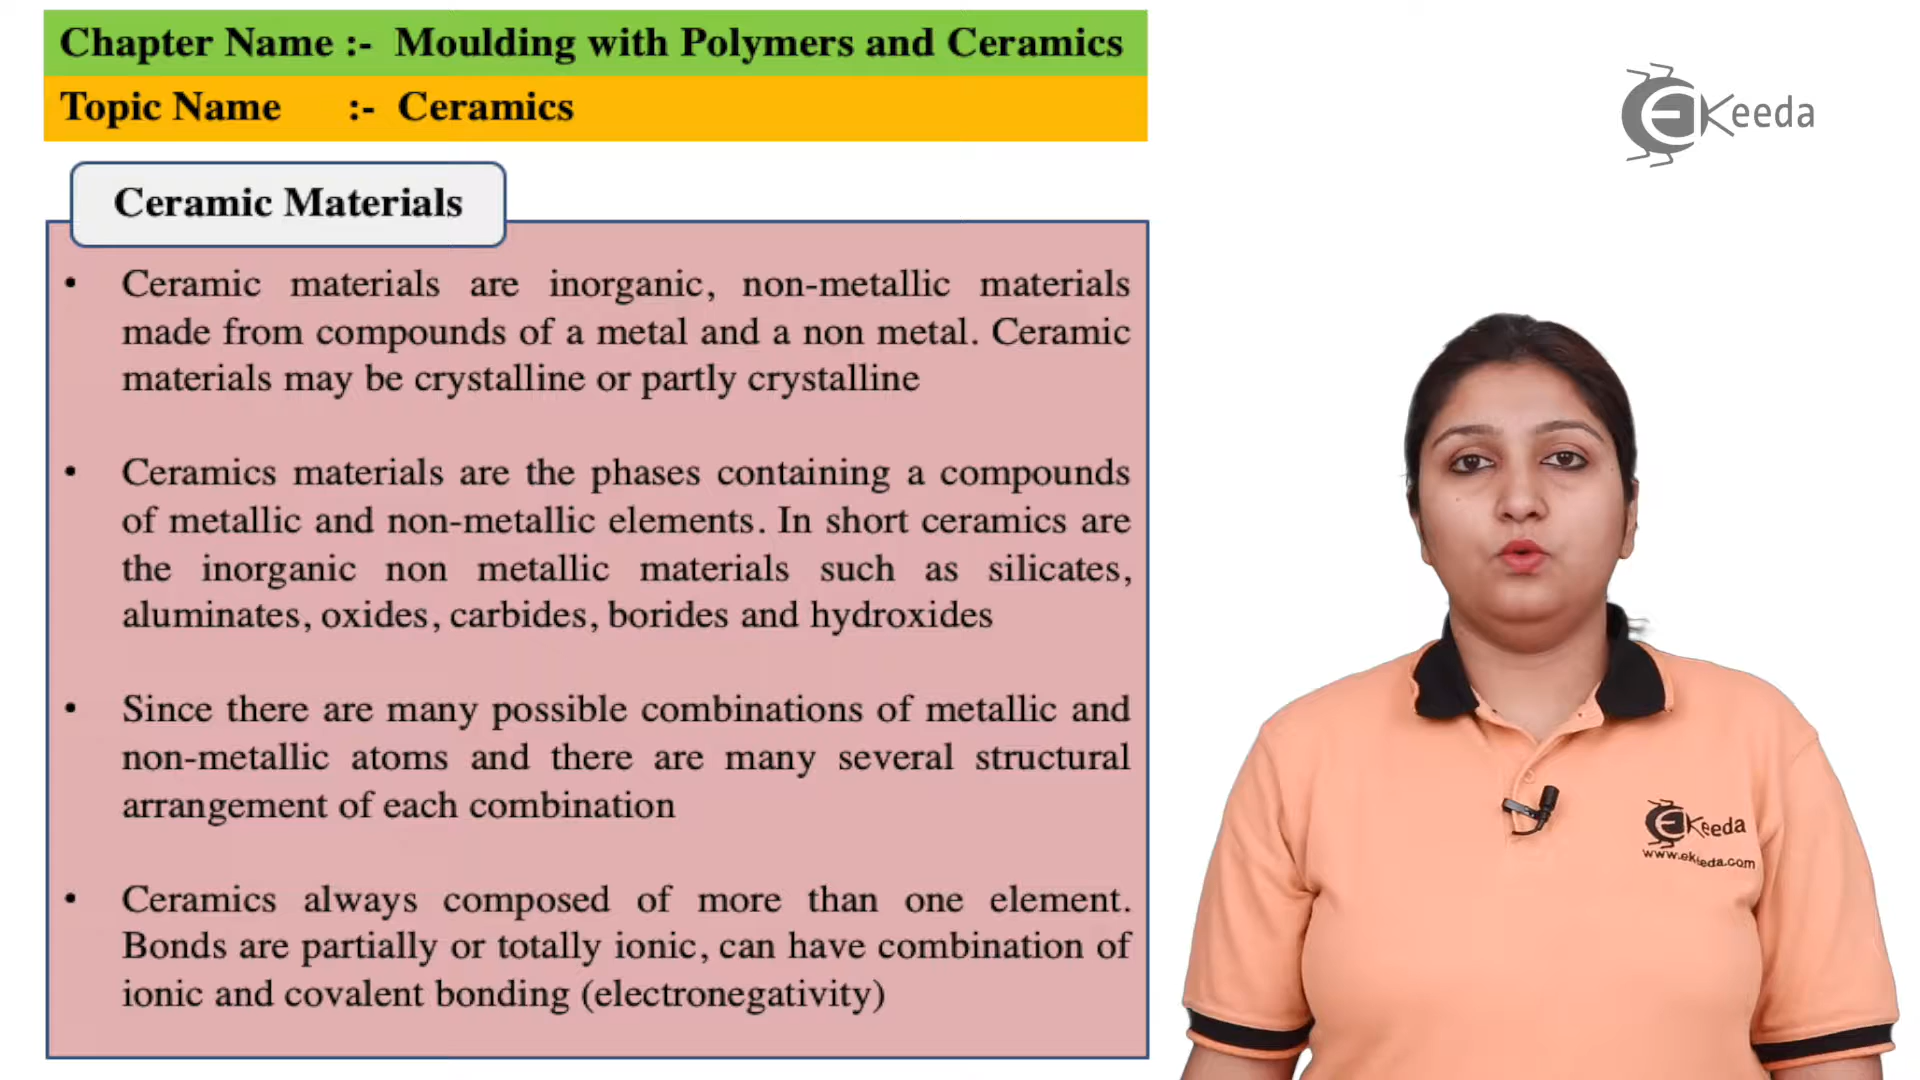 Chapter Name :- Moulding with Polymers and Ceramics
Topic Name :- Ceramics
EKeeda
Ceramic Materials
• Ceramic materials are inorganic, non-metallic materials
made from compounds of a metal and a non metal. Ceramic
materials may be crystalline or partly crystalline
• Ceramics materials are the phases containing a compounds
of metallic and non-metallic elements. In short ceramics are
the inorganic non metallic materials such as silicates,
aluminates, oxides, carbides, borides and hydroxides
• Since there are many possible combinations of metallic and
non-metallic atoms and there are many several structural
arrangement of each combination
• Ceramics always composed of more than one element.
Bonds are partially or totally ionic, can have combination of
ionic and covalent bonding (electronegativity)
EKeeda
www.ekeeda.com